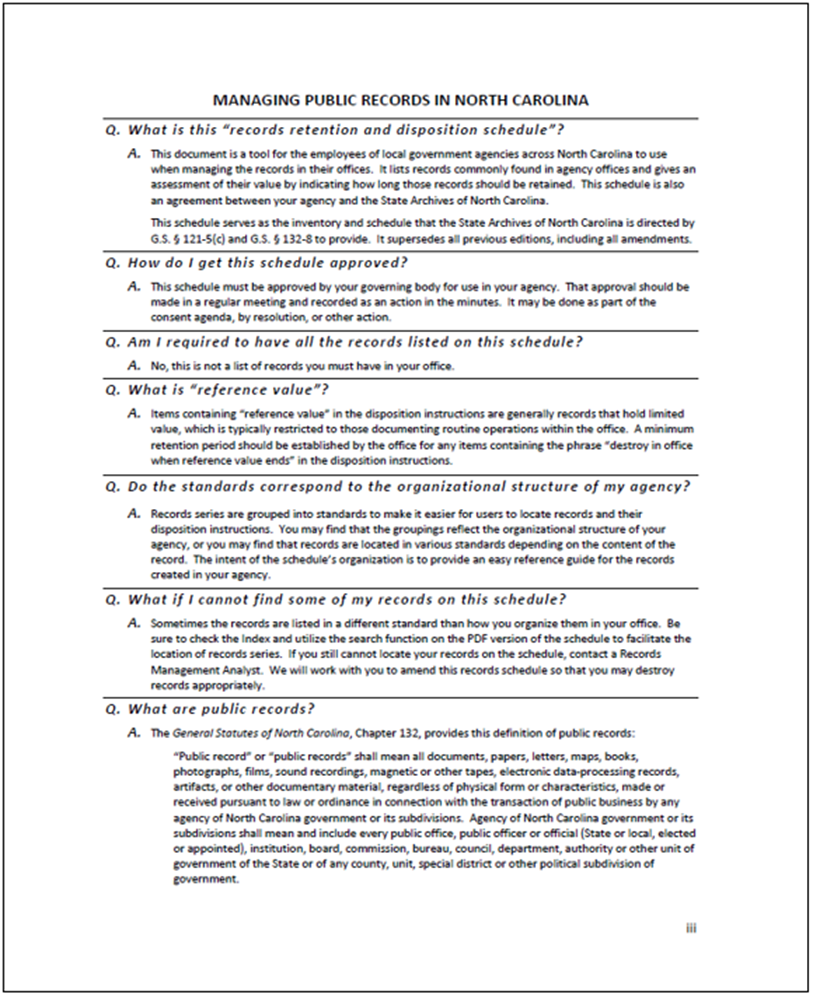 MANAGING PUBLIC RECORDS IN NORTH CAROLINA
Q. What is this “records retention and disposition schedule”?
A. This document is a tool for the employees of local government agencies across North Carolina to use
when managing the records in their offices. It lists records commonly found in agency offices and gives an
assessment of their value by indicating how long those records should be retained. This schedule is also
an agreement between your agency and the State Archives of North Carolina.
This schedule serves as the inventory and schedule that the State Archives of North Carolina is directed by
G.S. § 121-5(c) and G.S. § 132-8 to provide. It supersedes all previous editions, including all amendments.
Q. How do I get this schedule approved?
A. This schedule must be approved by your governing body for use in your agency. That approval should be
made in a regular meeting and recorded as an action in the minutes. It may be done as part of the
consent agenda, by resolution, or other action.
Q. Am I required to have all the records listed on this schedule?
A. No, this is not a list of records you must have in your office.
Q. What is “reference value”?
A. Items containing “reference value” in the disposition instructions are generally records that hold limited
value, which is typically restricted to those documenting routine operations within the office. A minimum
retention period should be established by the office for any items containing the phrase “destroy in office
when reference value ends” in the disposition instructions.
Q. Do the standards correspond to the organizational structure of my agency?
A. Records series are grouped into standards to make it easier for users to locate records and their
disposition instructions. You may find that the groupings reflect the organizational structure of your
agency, or you may find that records are located in various standards depending on the content of the
record. The intent of the schedule’s organization is to provide an easy reference guide for the records
created in your agency.
Q. What if I cannot find some of my records on this schedule?
A. Sometimes the records are listed in a different standard than how you organize them in your office. Be
sure to check the Index and utilize the search function on the PDF version of the schedule to facilitate the
location of records series. If you still cannot locate your records on the schedule, contact a Records
Management Analyst. We will work with you to amend this records schedule so that you may destroy
records appropriately.
Q. What are public records?
A. The General Statutes of North Carolina, Chapter 132, provides this definition of public records:
“Public record” or “public records” shall mean all documents, papers, letters, maps, books,
photographs, films, sound recordings, magnetic or other tapes, electronic data-processing records,
artifacts, or other documentary material, regardless of physical form or characteristics, made or
received pursuant to law or ordinance in connection with the transaction of public business by any
agency of North Carolina government or its subdivisions. Agency of North Carolina government or its
subdivisions shall mean and include every public office, public officer or official (State or local, elected
or appointed), institution, board, commission, bureau, council, department, authority or other unit of
government of the State or of any county, unit, special district or other political subdivision of
government.
iii